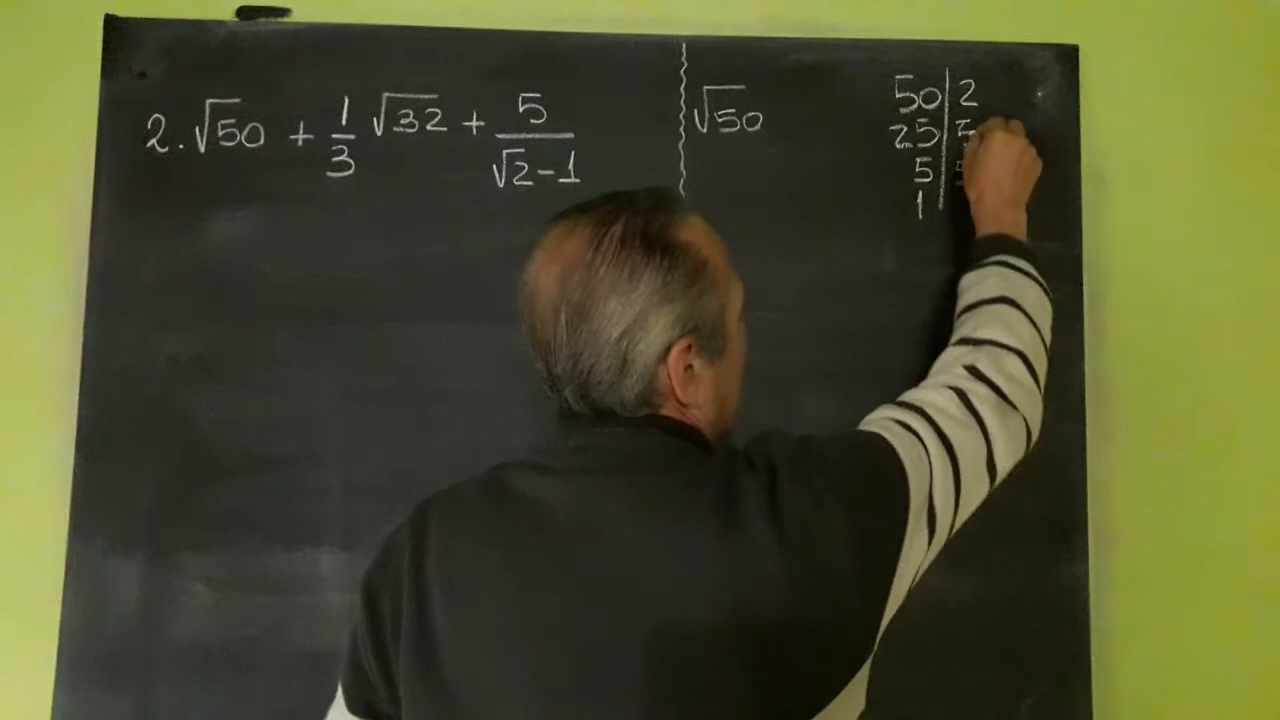 2.√50 + 1/3 √32 + 5/(√2-1)
√50
50 | 2
25 | 5
5 |
1 |